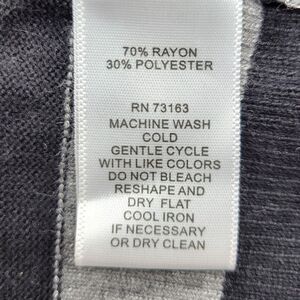 70% RAYON
30% POLYESTER
RN 73163
MACHINE WASH
COLD
GENTLE CYCLE
WITH LIKE COLORS
DO NOT BLEACH
RESHAPE AND
DRY FLAT
COOL IRON
IF NECESSARY
OR DRY CLEAN